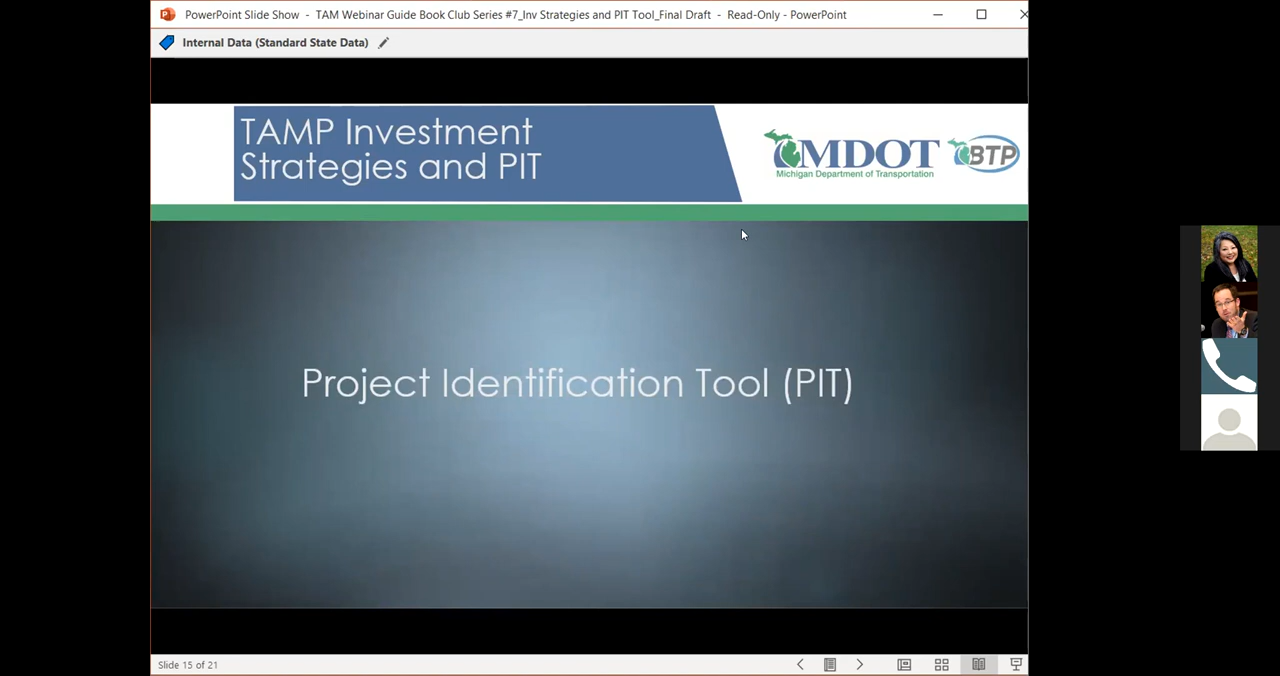 PowerPoint Slide Show - TAM Webinar Guide Book Club Series #7_Inv Strategies and PIT Tool_Final Draft - Read-Only - PowerPoint
Internal Data (Standard State Data)
TAMP Investment
Strategies and PIT
MDOT
Michigan Department of Transportation
BTP
Project Identification Tool (PIT)
Slide 15 of 21